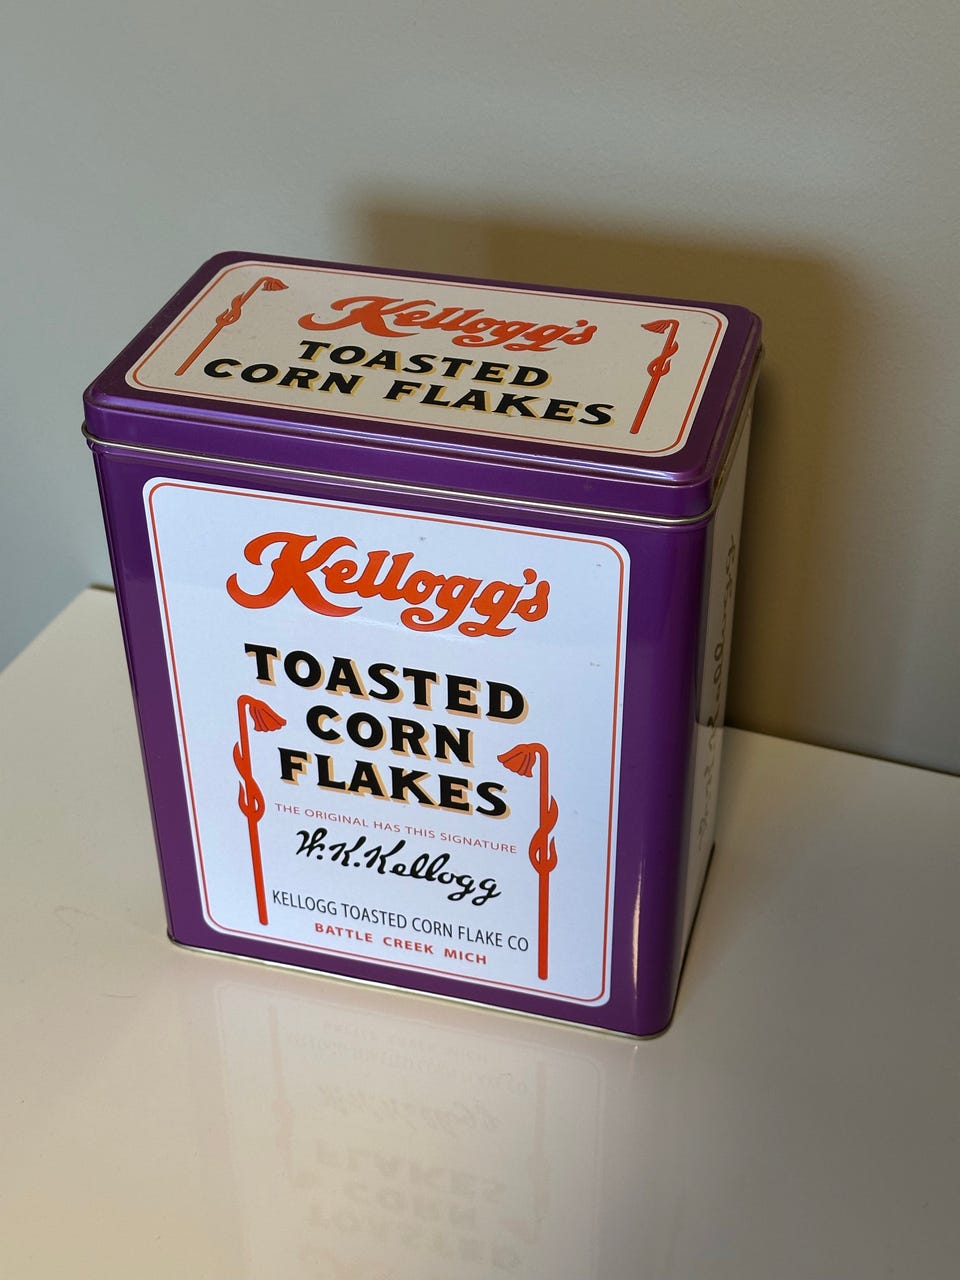 Kellogg's
TOASTED
CORN FLAKES
Kellogg's
TOASTED
CORN
FLAKES
THE ORIGINAL HAS THIS SIGNATURE
W.K.Kellogg
KELLOGG TOASTED CORN FLAKE CO
BATTLE CREEK MICH